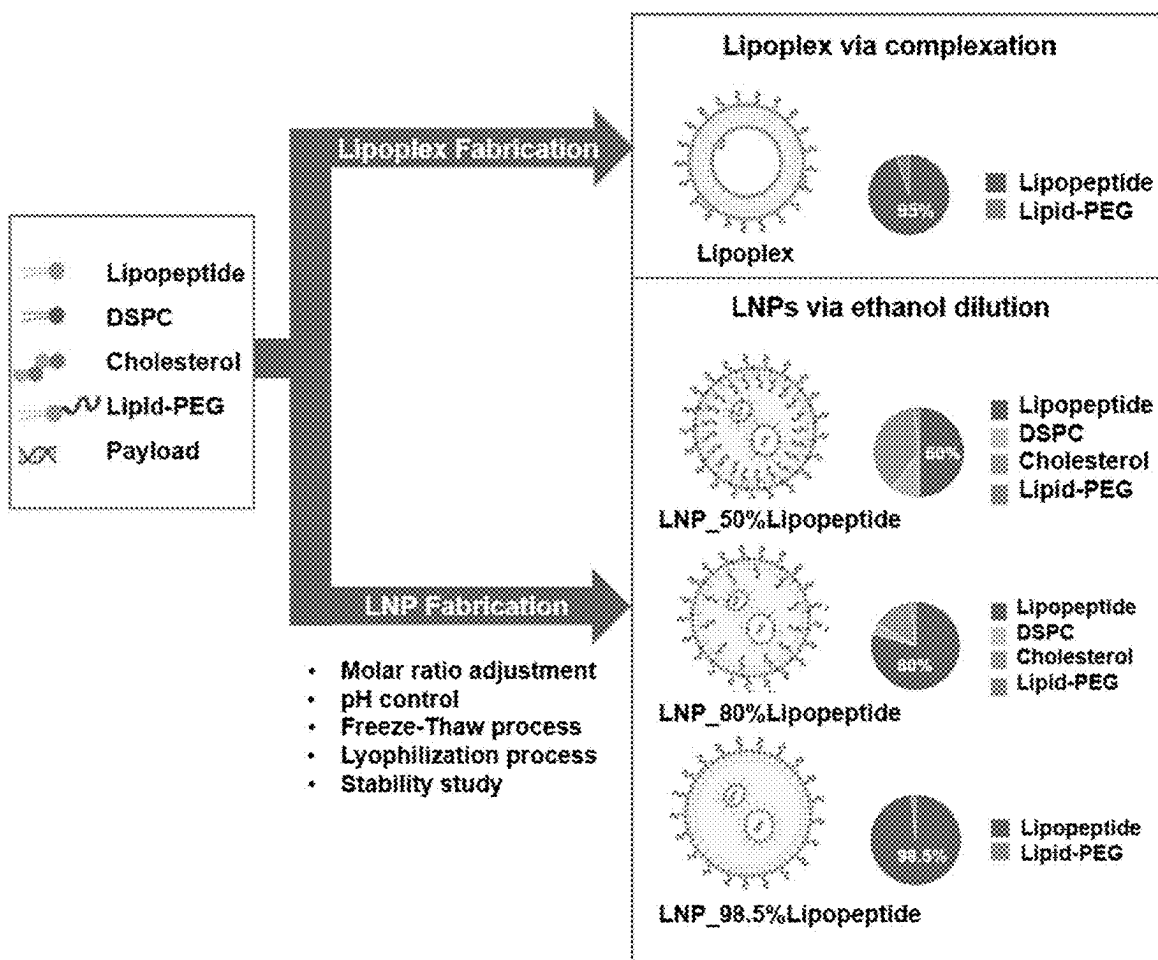 Lipopeptide
DSPC
Cholesterol
Lipid-PEG
Payload
Lipoplex Fabrication
LNP Fabrication
• Molar ratio adjustment
• pH control
• Freeze-Thaw process
• Lyophilization process
• Stability study
Lipoplex via complexation
Lipoplex
Lipopeptide
Lipid-PEG
LNPs via ethanol dilution
LNP_50%Lipopeptide
Lipopeptide
DSPC
Cholesterol
Lipid-PEG
LNP_80%Lipopeptide
80%
Lipopeptide
DSPC
Cholesterol
Lipid-PEG
LNP_98.5%Lipopeptide
98.5%
Lipopeptide
Lipid-PEG